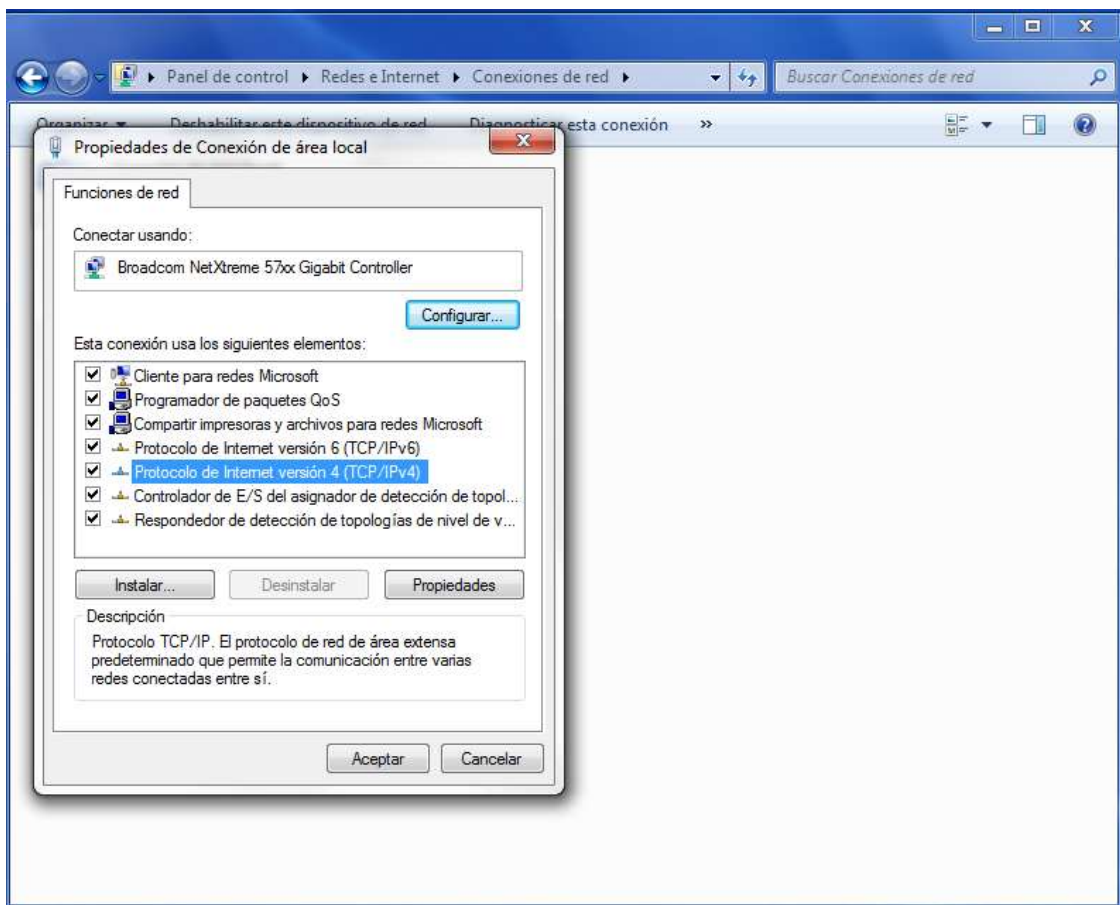 Panel de control Redes e Internet Conexiones de red Buscar Conexiones de red
Organizar Deshabilitar este dispositivo de red Diagnosticar esta conexión »
Propiedades de Conexión de área local
Funciones de red
Conectar usando:
Broadcom NetXtreme 57xx Gigabit Controller
Configurar...
Esta conexión usa los siguientes elementos:
Cliente para redes Microsoft
Programador de paquetes QoS
Compartir impresoras y archivos para redes Microsoft
Protocolo de Internet versión 6 (TCP/IPv6)
Protocolo de Internet versión 4 (TCP/IPv4)
Controlador de E/S del asignador de detección de topol...
Respondedor de detección de topologías de nivel de v...
Instalar... Desinstalar Propiedades
Descripción
Protocolo TCP/IP. El protocolo de red de área extensa
predeterminado que permite la comunicación entre varias
redes conectadas entre sí.
Aceptar Cancelar